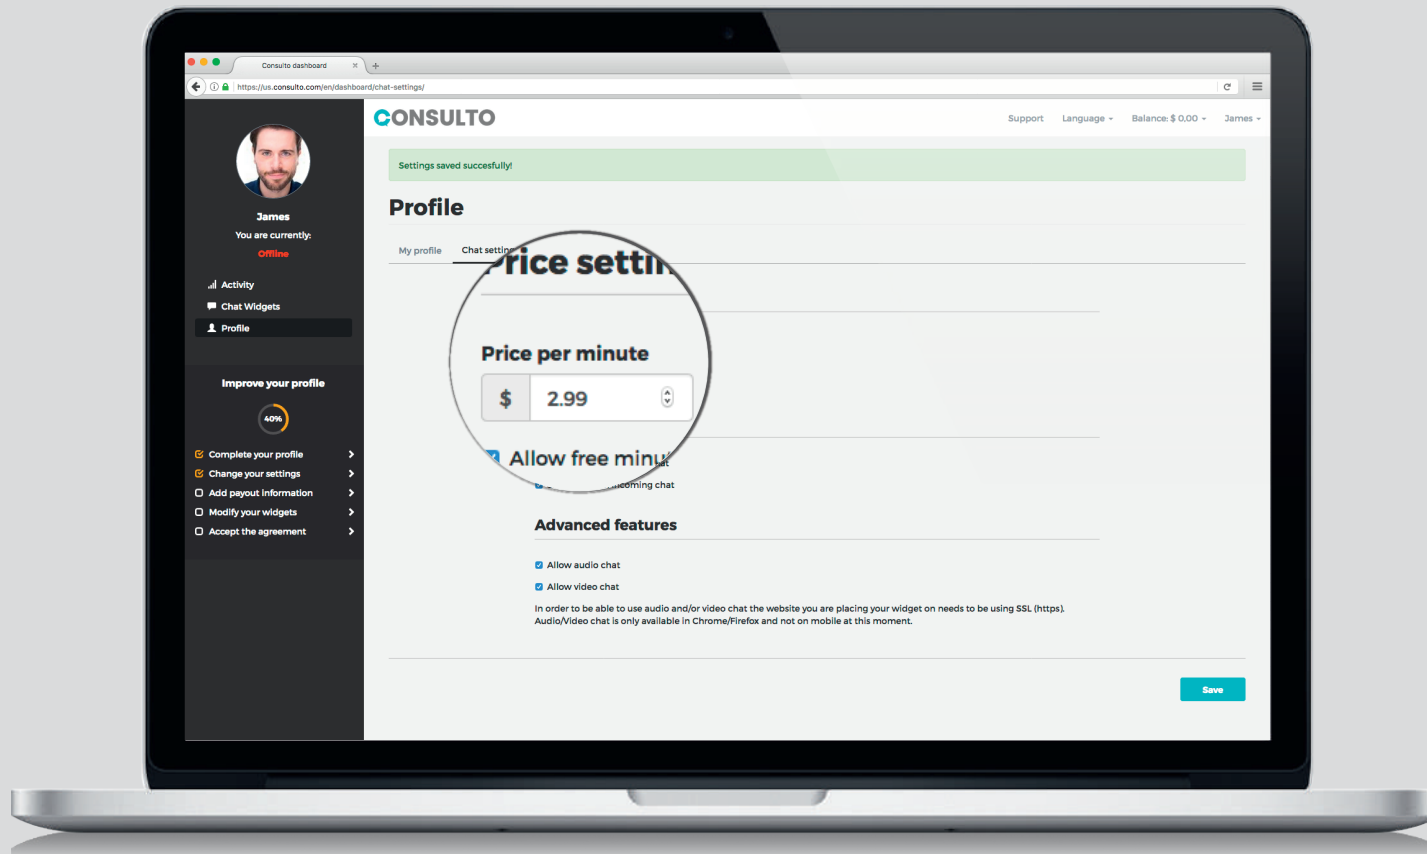 Consulto dashboard
https://us.consulto.com/en/dashboard/chat-settings/
CONSULTO
Support Language Balance: $ 0,00 James
James
You are currently:
Offline
Activity
Chat Widgets
Profile
Improve your profile
40%
Complete your profile
Change your settings
Add payout information
Modify your widgets
Accept the agreement
Settings saved succesfully!
Profile
My profile Chat
Price
Price per minute
$ 2.99
Allow free
chat
Advanced features
Allow audio chat
Allow video chat
In order to be able to use audio and/or video chat the website you are placing your widget on needs to be using SSL (https).
Audio/Video chat is only available in Chrome/Firefox and not on mobile at this moment.
Save